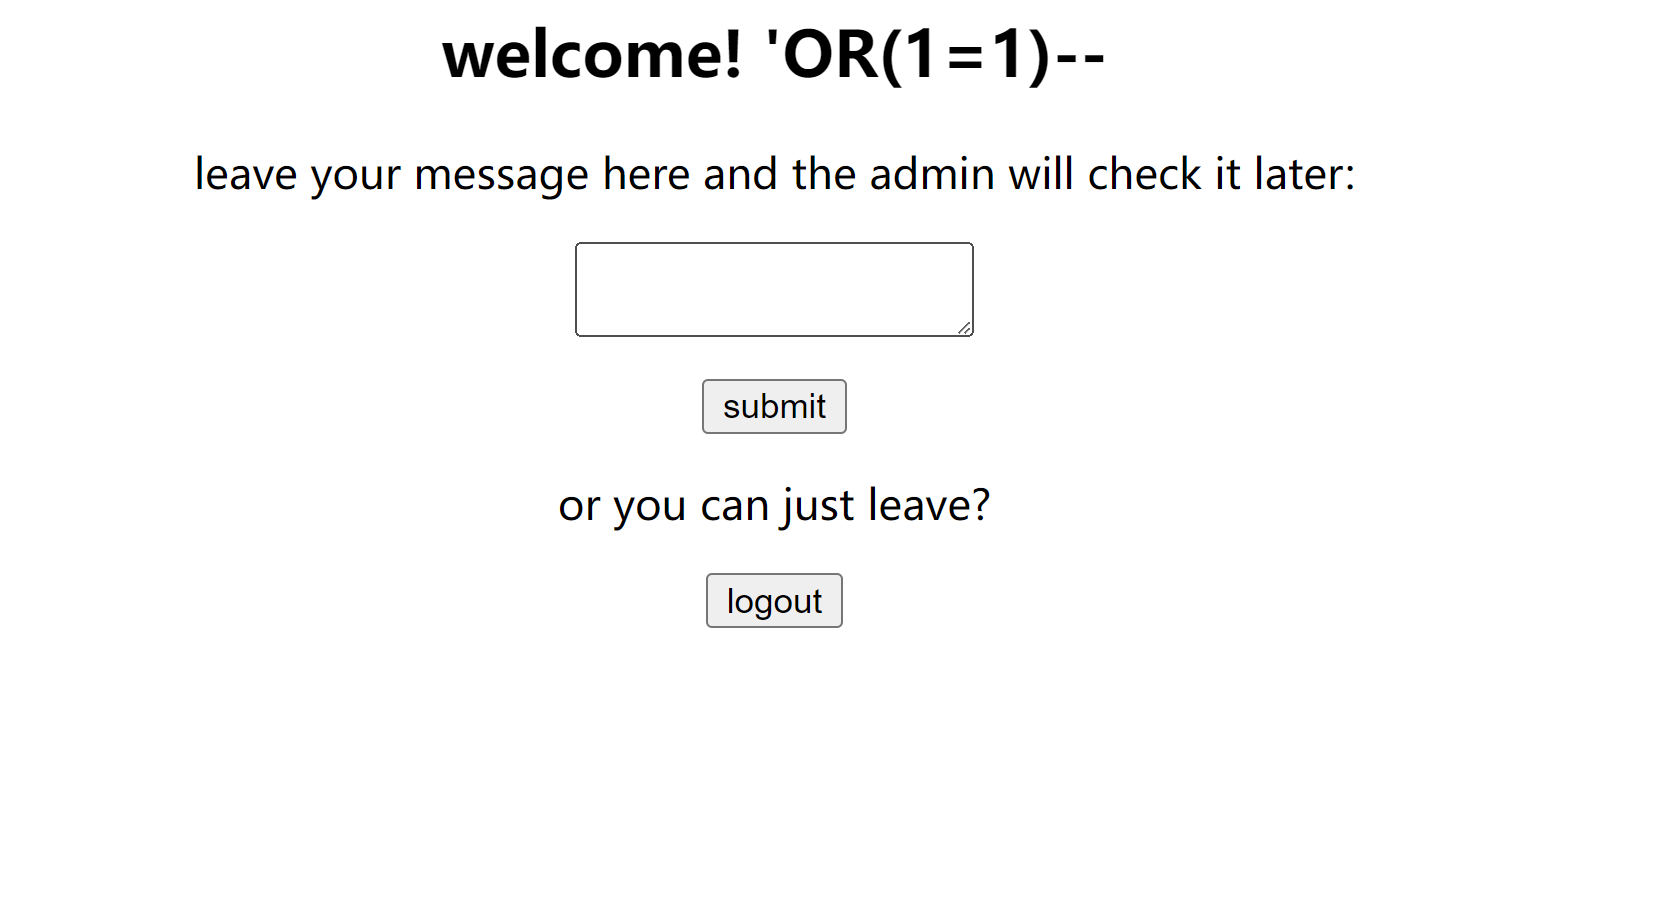 welcome! 'OR(1=1)--
leave your message here and the admin will check it later:
submit
or you can just leave?
logout